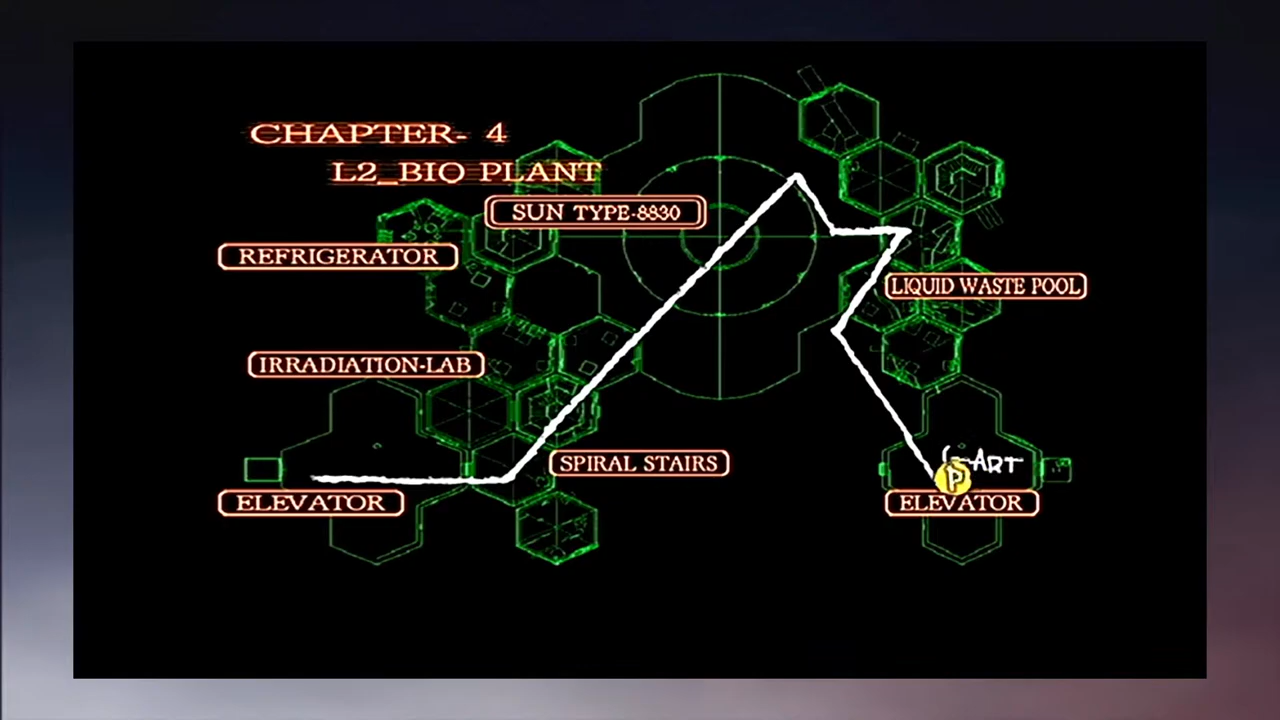 CHAPTER- 4
L2_BIO PLANT
SUN TYPE-8830
REFRIGERATOR
LIQUID WASTE POOL
IRRADIATION-LAB
SPIRAL STAIRS
START
P
ELEVATOR
ELEVATOR